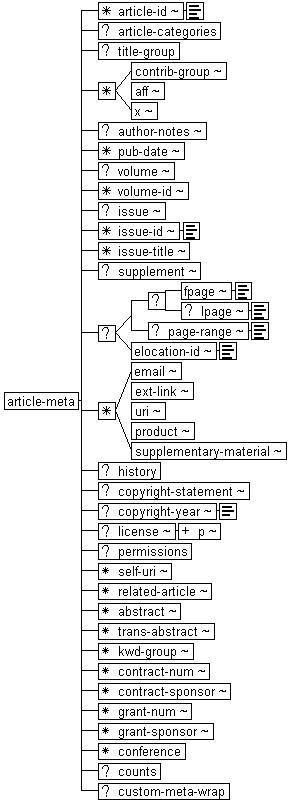 * article-id ~
? article-categories
? title-group
contrib-group ~
* aff ~
x ~
? author-notes ~
* pub-date ~
? volume ~
* volume-id ~
? issue ~
* issue-id ~
* issue-title ~
? supplement ~
fpage ~
?
? lpage ~
? ? page-range ~
elocation-id ~
email ~
ext-link ~
article-meta * uri ~
product ~
supplementary-material ~
? history
? copyright-statement ~
? copyright-year ~
? license ~ + p ~
? permissions
* self-uri ~
* related-article ~
* abstract ~
* trans-abstract ~
* kwd-group ~
* contract-num ~
* contract-sponsor ~
* grant-num ~
* grant-sponsor ~
* conference
? counts
? custom-meta-wrap